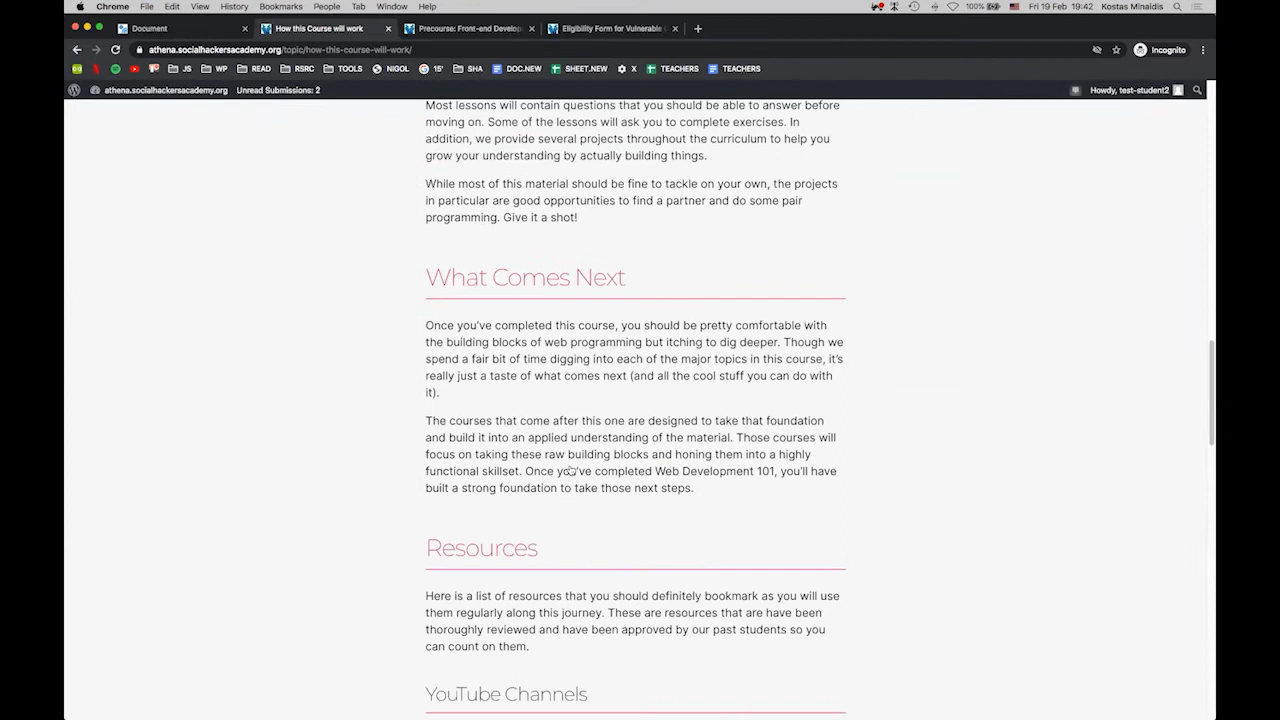 Chrome File Edit View History Bookmarks People Tab Window Help 100% Fri 19 Feb 19:42 Kostas Minaidis
Document How this Course will work Precourse: Front-end Develop Eligibility Form for Vulnerable
athena.socialhackersacademy.org/topic/how-this-course-will-work/ Incognito
JS WP READ RSRC TOOLS NIGOL 15' SHA DOC.NEW SHEET.NEW X TEACHERS TEACHERS
athena.socialhackersacademy.org Unread Submissions: 2 Howdy, test-student2
Most lessons will contain questions that you should be able to answer before
moving on. Some of the lessons will ask you to complete exercises. In
addition, we provide several projects throughout the curriculum to help you
grow your understanding by actually building things.
While most of this material should be fine to tackle on your own, the projects
in particular are good opportunities to find a partner and do some pair
programming. Give it a shot!
What Comes Next
Once you've completed this course, you should be pretty comfortable with
the building blocks of web programming but itching to dig deeper. Though we
spend a fair bit of time digging into each of the major topics in this course, it's
really just a taste of what comes next (and all the cool stuff you can do with
it).
The courses that come after this one are designed to take that foundation
and build it into an applied understanding of the material. Those courses will
focus on taking these raw building blocks and honing them into a highly
functional skillset. Once you've completed Web Development 101, you'll have
built a strong foundation to take those next steps.
Resources
Here is a list of resources that you should definitely bookmark as you will use
them regularly along this journey. These are resources that are have been
thoroughly reviewed and have been approved by our past students so you
can count on them.
YouTube Channels